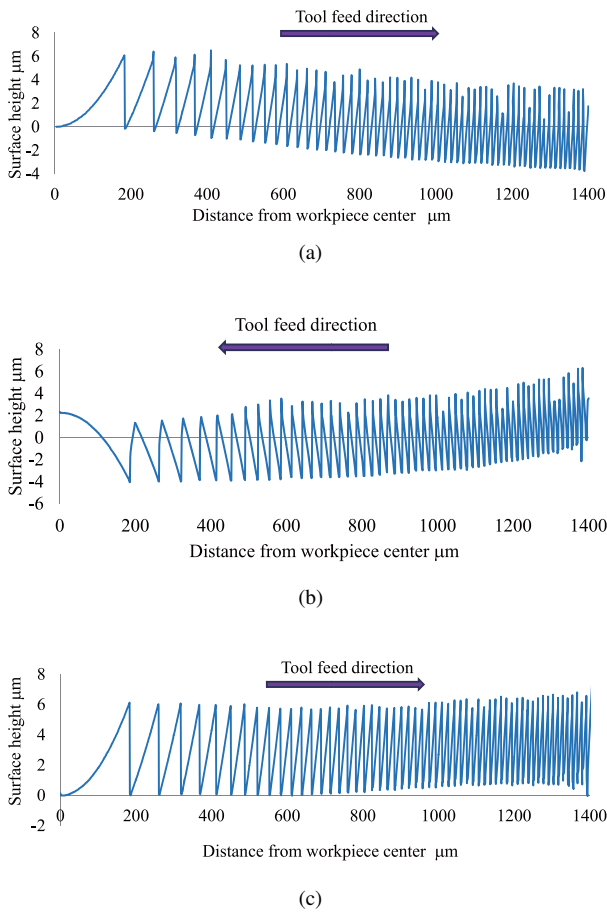 Tool feed direction
8
6
4
2
0
-2
-4
Surface height μm
0 200 400 600 800 1000 1200 1400
Distance from workpiece center μm
(a)
Tool feed direction
8
6
4
2
0
-2
-4
-6
Surface height μm
0 200 400 600 800 1000 1200 1400
Distance from workpiece center μm
(b)
Tool feed direction
8
6
4
2
0
-2
Surface height μm
0 200 400 600 800 1000 1200 1400
Distance from workpiece center μm
(c)